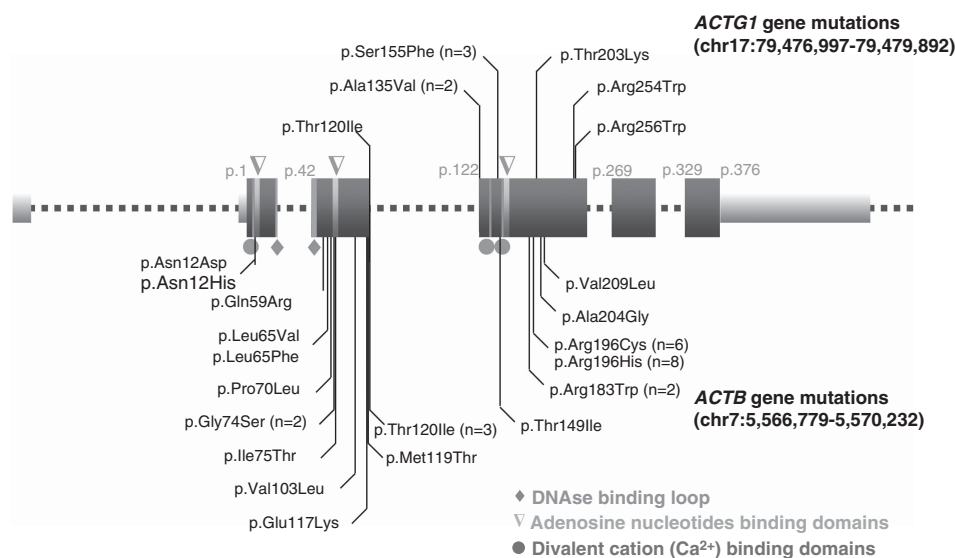 ACTG1 gene mutations
(chr17:79,476,997-79,479,892)
p.Ser155Phe (n=3)
p.Thr203Lys
p.Ala135Val (n=2)
p.Arg254Trp
p.Thr120Ile
p.Arg256Trp
p.1
p.42
p.122
p.269
p.329
p.376
p.Asn12Asp
p.Asn12His
p.Gln59Arg
p.Val209Leu
p.Ala204Gly
p.Leu65Val
p.Leu65Phe
p.Arg196Cys (n=6)
p.Arg196His (n=8)
p.Pro70Leu
p.Arg183Trp (n=2)
ACTB gene mutations
(chr7:5,566,779-5,570,232)
p.Gly74Ser (n=2)
p.Thr120Ile (n=3)
p.Thr149Ile
p.Ile75Thr
p.Met119Thr
p.Val103Leu
p.Glu117Lys
DNAse binding loop
Adenosine nucleotides binding domains
Divalent cation (Ca²⁺) binding domains